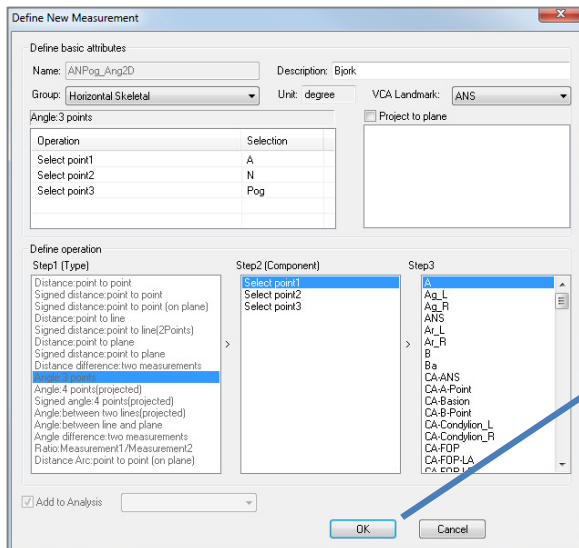 Define New Measurement
Define basic attributes
Name: ANPog_Ang2D
Description: Bjork
Group: Horizontal Skeletal
Unit: degree
VCA Landmark: ANS
Angle:3 points
Project to plane
Operation Selection
Select point1 A
Select point2 N
Select point3 Pog
Define operation
Step1 (Type)
Distance:point to point
Signed distance:point to point
Signed distance:point to point (on plane)
Distance:point to line
Signed distance:point to line(2Points)
Distance:point to plane
Signed distance:point to plane
Distance difference:two measurements
Angle:3 points
Angle:4 points(projected)
Signed angle:4 points(projected)
Angle:between two lines(projected)
Angle:between line and plane
Angle difference:two measurements
Ratio:Measurement1/Measurement2
Distance Arc:point to point (on plane)
>
Step2 (Component)
Select point1
Select point2
Select point3
>
Step3
A
Ag_L
Ag_R
ANS
Ar_L
Ar_R
B
Ba
CA-ANS
CA-A-Point
CA-Basion
CA-B-Point
CA-Condylion_L
CA-Condylion_R
CA-FOP
CA-FOP-LA
Add to Analysis
OK
Cancel